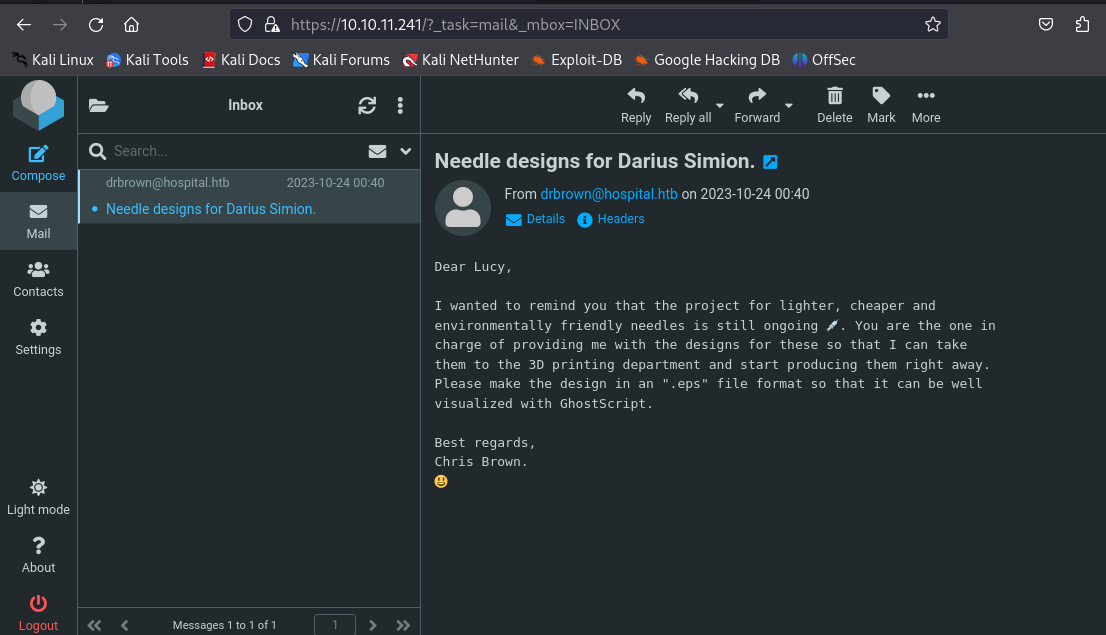 https://10.10.11.241/?_task=mail&_mbox=INBOX
Kali Linux Kali Tools Kali Docs Kali Forums Kali NetHunter Exploit-DB Google Hacking DB OffSec
Compose
Mail
Contacts
Settings
Light mode
? About
Logout
Inbox
Search...
drbrown@hospital.htb 2023-10-24 00:40
• Needle designs for Darius Simion.
Messages 1 to 1 of 1
1
Reply Reply all Forward Delete Mark More
Needle designs for Darius Simion.
From drbrown@hospital.htb on 2023-10-24 00:40
Details Headers
Dear Lucy,
I wanted to remind you that the project for lighter, cheaper and
environmentally friendly needles is still ongoing 💉. You are the one in
charge of providing me with the designs for these so that I can take
them to the 3D printing department and start producing them right away.
Please make the design in an ".eps" file format so that it can be well
visualized with GhostScript.
Best regards,
Chris Brown.
😃